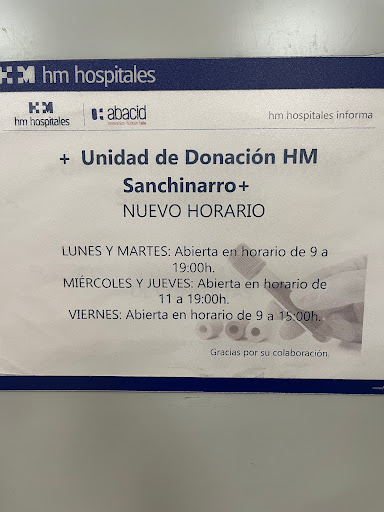 hm hospitales
hm hospitales
abacid
hm hospitales informa
+ Unidad de Donación HM
Sanchinarro+
NUEVO HORARIO
LUNES Y MARTES: Abierta en horario de 9 a
19:00h.
MIÉRCOLES Y JUEVES: Abierta en horario de
11 a 19:00h.
VIERNES: Abierta en horario de 9 a 15:00h.
Gracias por su colaboración.